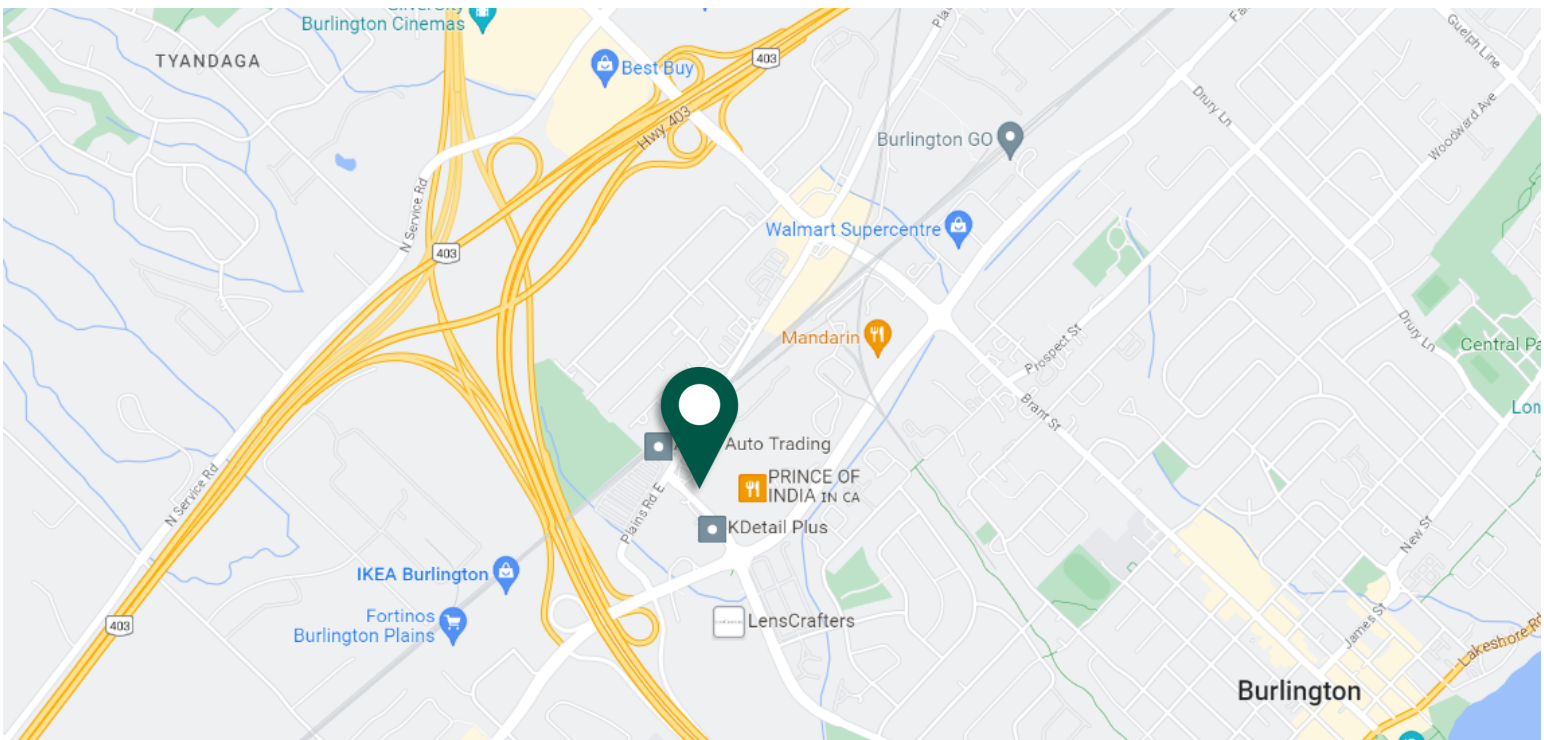 Burlington Cinemas
TYANDAGA
Best Buy
403
Hwy 403
Guelph Line
Drury Ln
Woodward Ave
Burlington GO
N Service Rd
403
Walmart Supercentre
Mandarin
Prospect St
Drury Ln
Central
Brant St
Auto Trading
PRINCE OF
INDIA IN CA
Plains Rd E
N Service Rd
KDetail Plus
New St
IKEA Burlington
Fortinos
Burlington Plains
403
LensCrafters
James St
Lakeshore Rd
Burlington